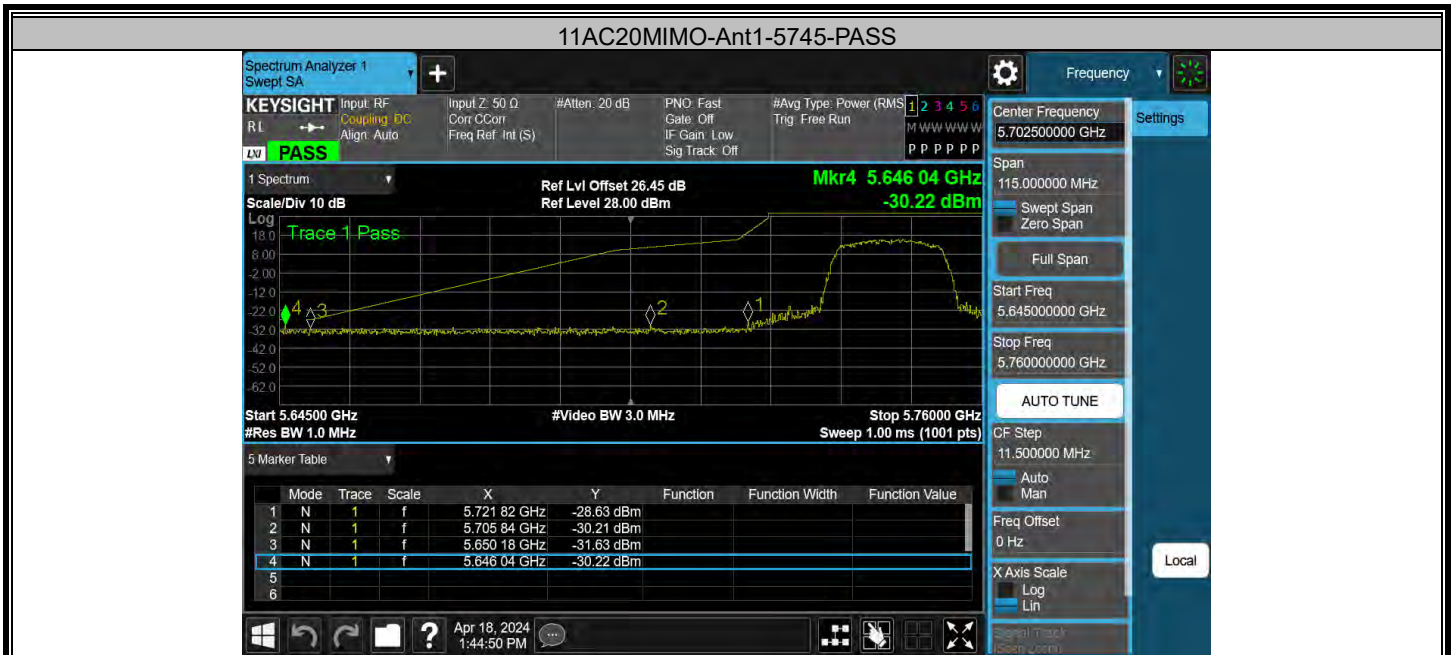 11AC20MIMO-Ant1-5745-PASS
Spectrum Analyzer 1
Swept SA
+
Frequency
KEYSIGHT
RL
LXI
PASS
Input: RF
Coupling: DC
Align: Auto
Input Z: 50 Ω
Corr CCorr
Freq Ref: Int (S)
#Atten: 20 dB
PNO: Fast
Gate: Off
IF Gain: Low
Sig Track: Off
#Avg Type: Power (RMS
Trig: Free Run
1 2 3 4 5 6
M W W W W W
P P P P P P
1 Spectrum
Scale/Div 10 dB
Ref Lvl Offset 26.45 dB
Ref Level 28.00 dBm
Mkr4 5.646 04 GHz
-30.22 dBm
Log
Trace 1 Pass
18.0
8.00
-2.00
-12.0
-22.0
-32.0
-42.0
-52.0
-62.0
4
3
2
1
Start 5.64500 GHz
#Res BW 1.0 MHz
#Video BW 3.0 MHz
Stop 5.76000 GHz
Sweep 1.00 ms (1001 pts)
5 Marker Table
Mode Trace Scale X Y Function Function Width Function Value
1 N 1 f 5.721 82 GHz -28.63 dBm
2 N 1 f 5.705 84 GHz -30.21 dBm
3 N 1 f 5.650 18 GHz -31.63 dBm
4 N 1 f 5.646 04 GHz -30.22 dBm
5
6
Center Frequency
5.702500000 GHz
Settings
Span
115.000000 MHz
Swept Span
Zero Span
Full Span
Start Freq
5.645000000 GHz
Stop Freq
5.760000000 GHz
AUTO TUNE
CF Step
11.500000 MHz
Auto
Man
Freq Offset
0 Hz
X Axis Scale
Log
Lin
Signal Track
(Span Zoom)
Local
?
Apr 18, 2024
1:44:50 PM